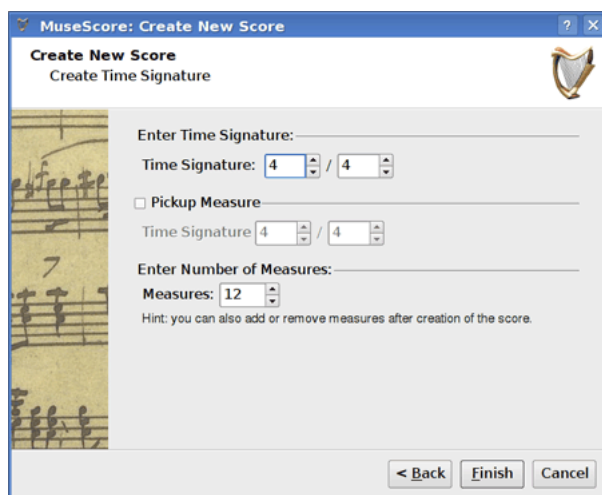 MuseScore: Create New Score
Create New Score
Create Time Signature
Enter Time Signature:
Time Signature: 4 / 4
Pickup Measure
Time Signature 4 / 4
Enter Number of Measures:
Measures: 12
Hint: you can also add or remove measures after creation of the score.
7
< Back Finish Cancel